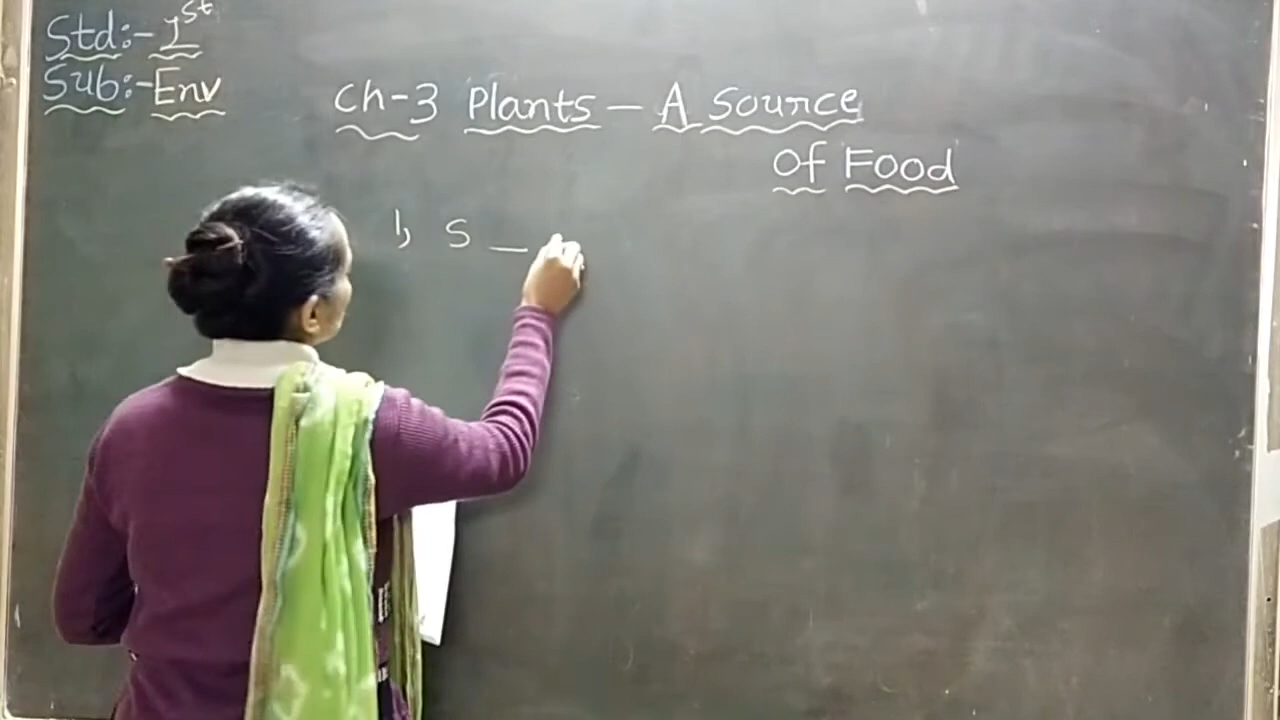 Std:- 1st
Sub:- Env
Ch-3 Plants - A Source
Of Food
1, S _